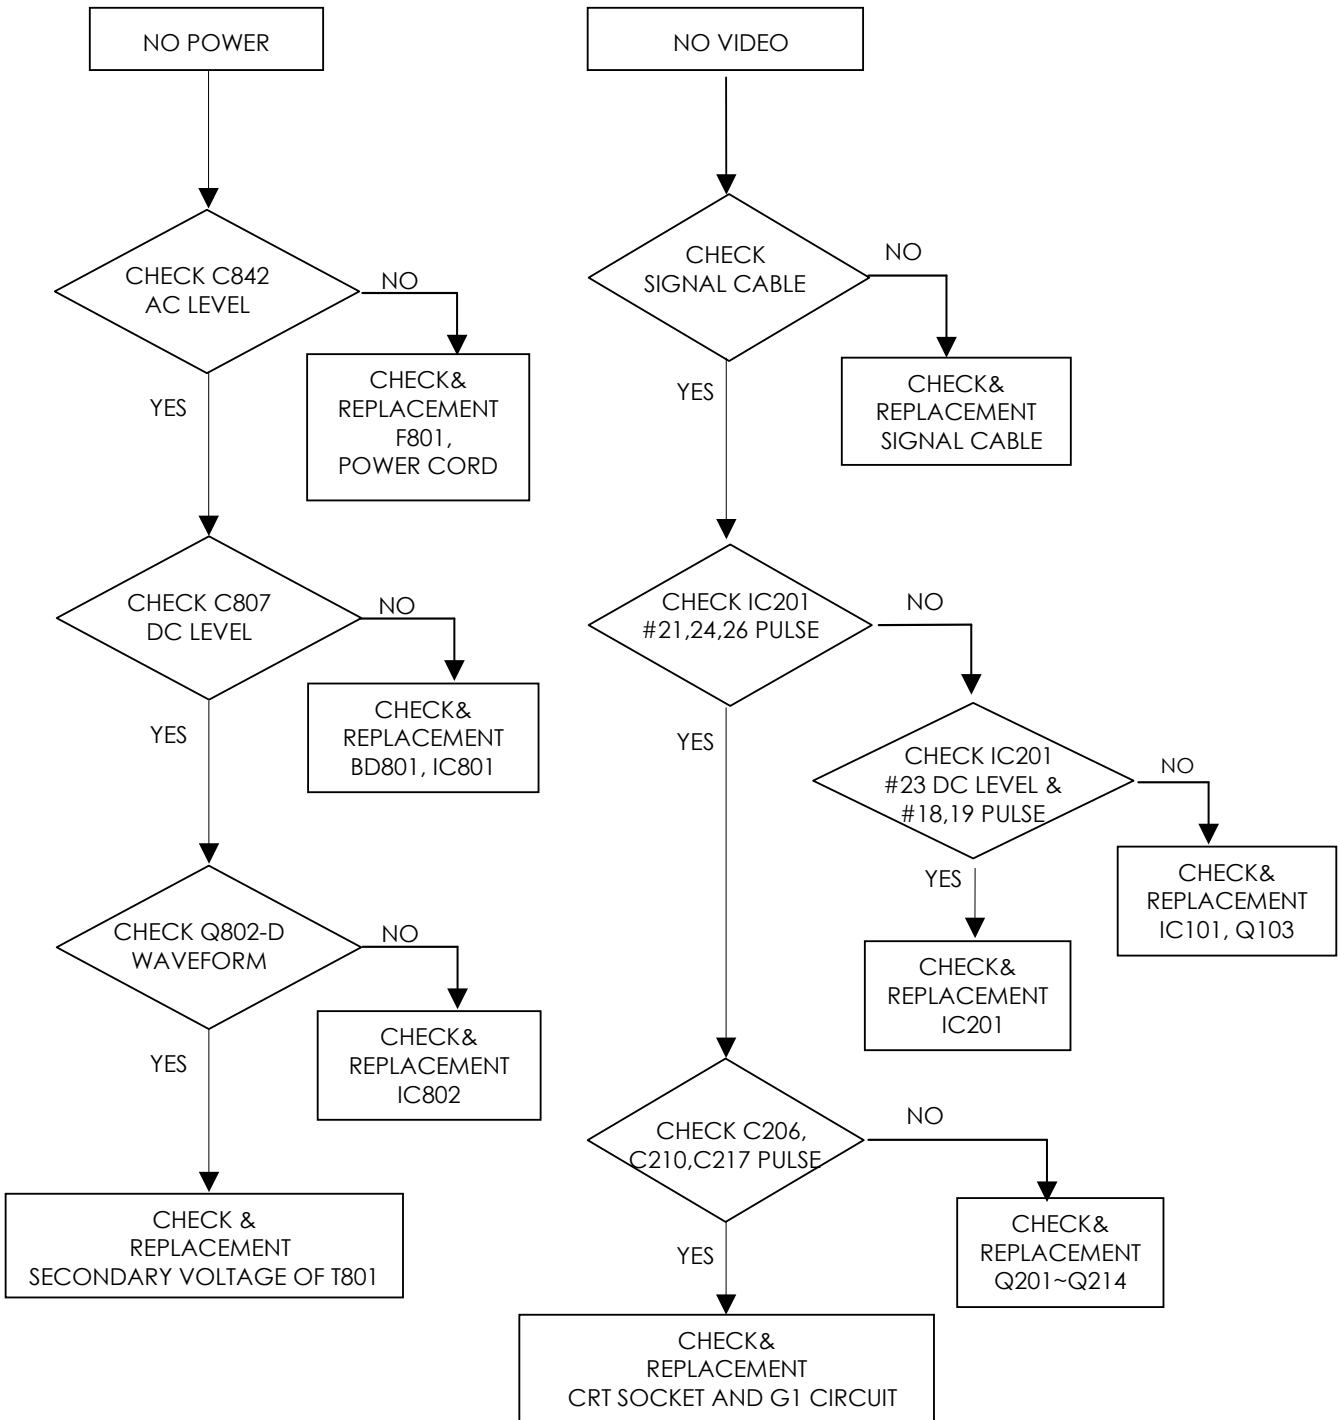 NO POWER
CHECK C842
AC LEVEL
NO
CHECK&
REPLACEMENT
F801,
POWER CORD
YES
CHECK C807
DC LEVEL
NO
CHECK&
REPLACEMENT
BD801, IC801
YES
CHECK Q802-D
WAVEFORM
NO
CHECK&
REPLACEMENT
IC802
YES
CHECK &
REPLACEMENT
SECONDARY VOLTAGE OF T801
NO VIDEO
CHECK
SIGNAL CABLE
NO
CHECK&
REPLACEMENT
SIGNAL CABLE
YES
CHECK IC201
#21,24,26 PULSE
NO
CHECK IC201
#23 DC LEVEL &
#18,19 PULSE
NO
CHECK&
REPLACEMENT
IC101, Q103
YES
CHECK&
REPLACEMENT
IC201
YES
CHECK C206,
C210,C217 PULSE
NO
CHECK&
REPLACEMENT
Q201~Q214
YES
CHECK&
REPLACEMENT
CRT SOCKET AND G1 CIRCUIT